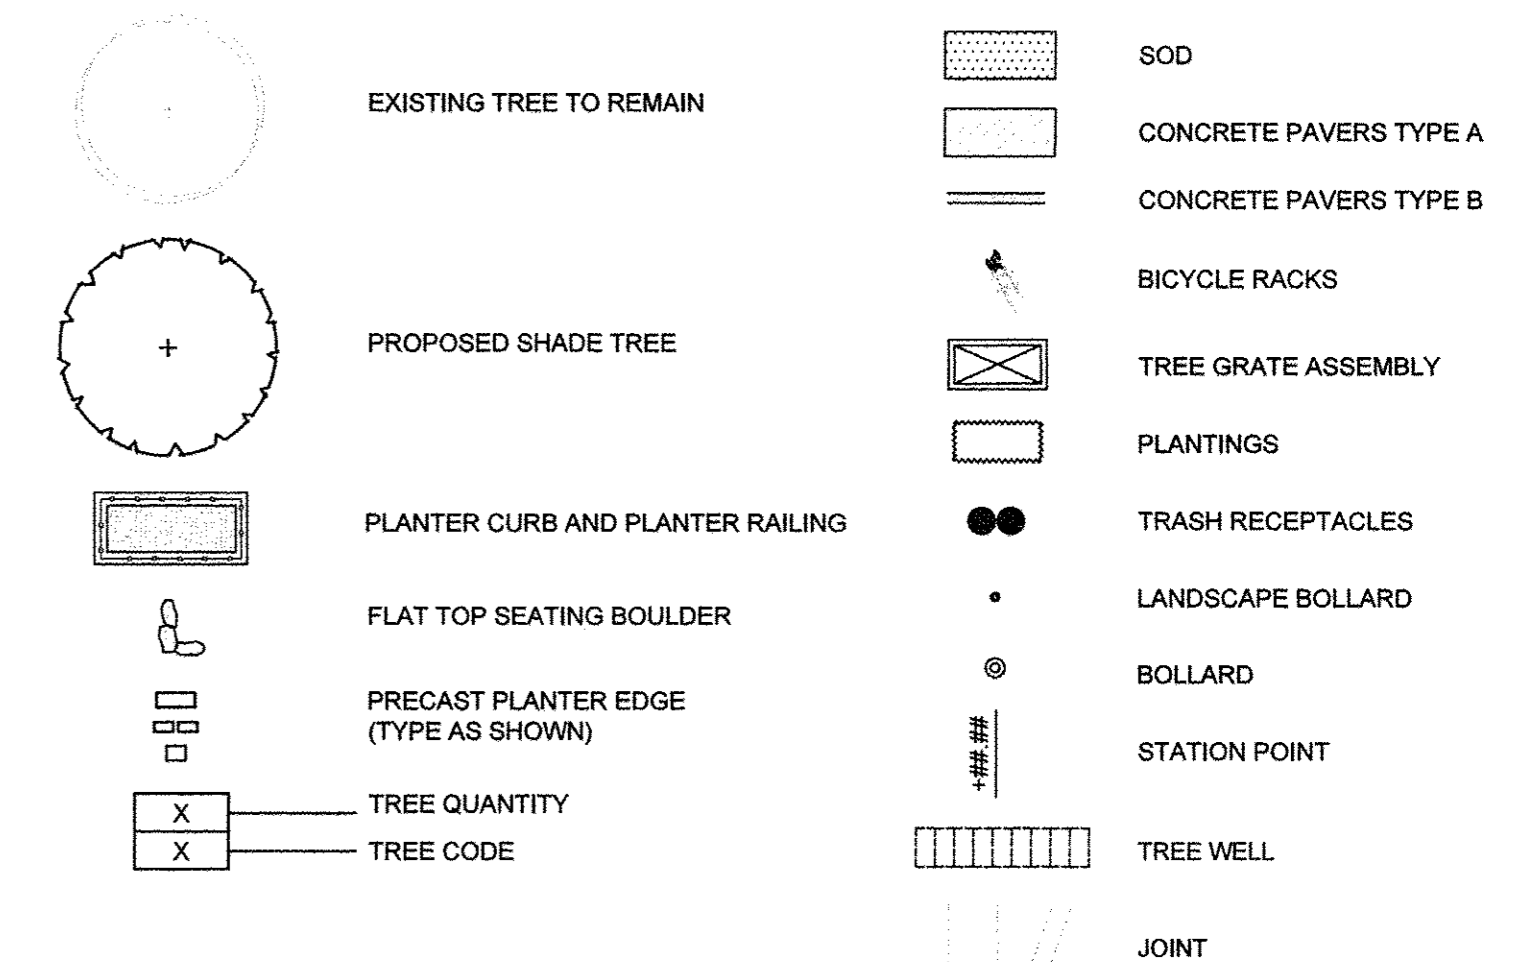 EXISTING TREE TO REMAIN
PROPOSED SHADE TREE
PLANTER CURB AND PLANTER RAILING
FLAT TOP SEATING BOULDER
PRECAST PLANTER EDGE
(TYPE AS SHOWN)
X TREE QUANTITY
X TREE CODE
SOD
CONCRETE PAVERS TYPE A
CONCRETE PAVERS TYPE B
BICYCLE RACKS
TREE GRATE ASSEMBLY
PLANTINGS
TRASH RECEPTACLES
LANDSCAPE BOLLARD
BOLLARD
+##.##
STATION POINT
TREE WELL
JOINT